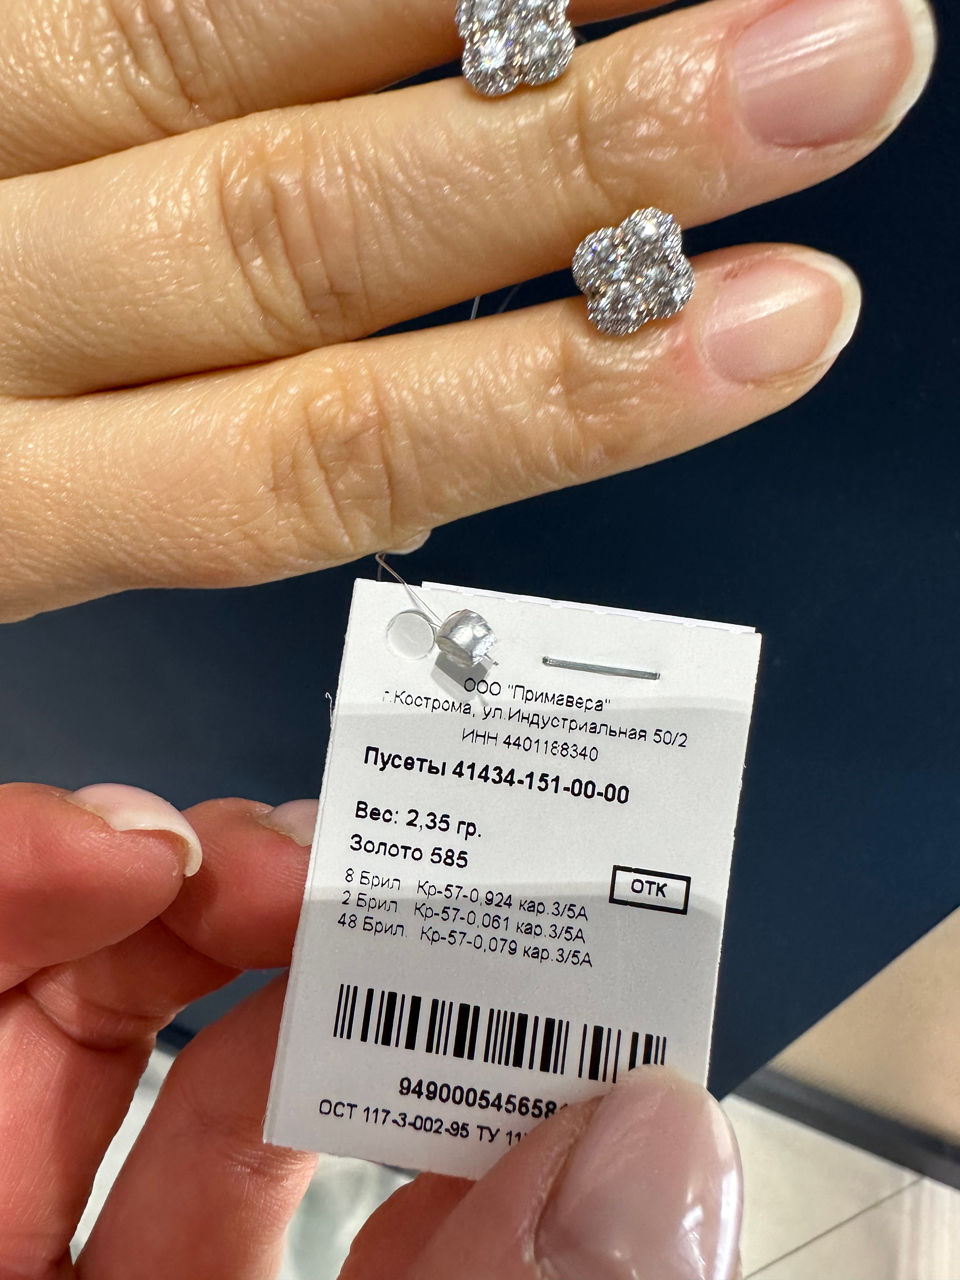 ООО "Примавера"
г.Кострома, ул.Индустриальная 50/2
ИНН 4401188340
Пусеты 41434-151-00-00
Вес: 2,35 гр.
Золото 585
ОТК
8 Брил Кр-57-0,924 кар.3/5А
2 Брил Кр-57-0,061 кар.3/5А
48 Брил. Кр-57-0,079 кар.3/5А
949000545658
ОСТ 117-3-002-95 ТУ